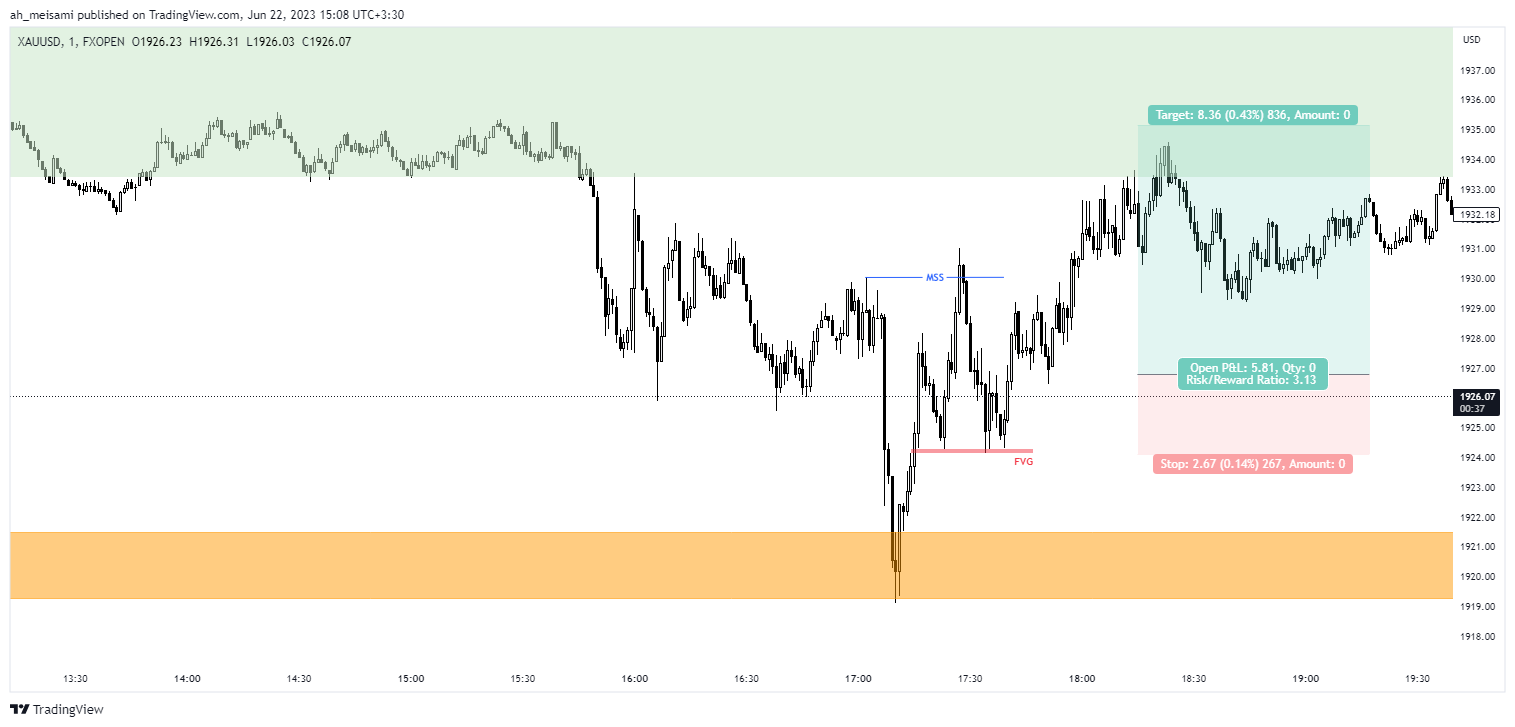 ah_meisami published on TradingView.com, Jun 22, 2023 15:08 UTC+3:30
XAUUSD, 1, FXOPEN O1926.23 H1926.31 L1926.03 C1926.07
USD
1937.00
1936.00
Target: 8.36 (0.43%) 836, Amount: 0
1935.00
1934.00
1933.00
1932.18
1931.00
MSS
1930.00
1929.00
1928.00
Open P&L: 5.81, Qty: 0
1927.00
Risk/Reward Ratio: 3.13
1926.07
00:37
1925.00
FVG
1924.00
Stop: 2.67 (0.14%) 267, Amount: 0
1923.00
1922.00
1921.00
1920.00
1919.00
1918.00
13:30 14:00 14:30 15:00 15:30 16:00 16:30 17:00 17:30 18:00 18:30 19:00 19:30
TradingView